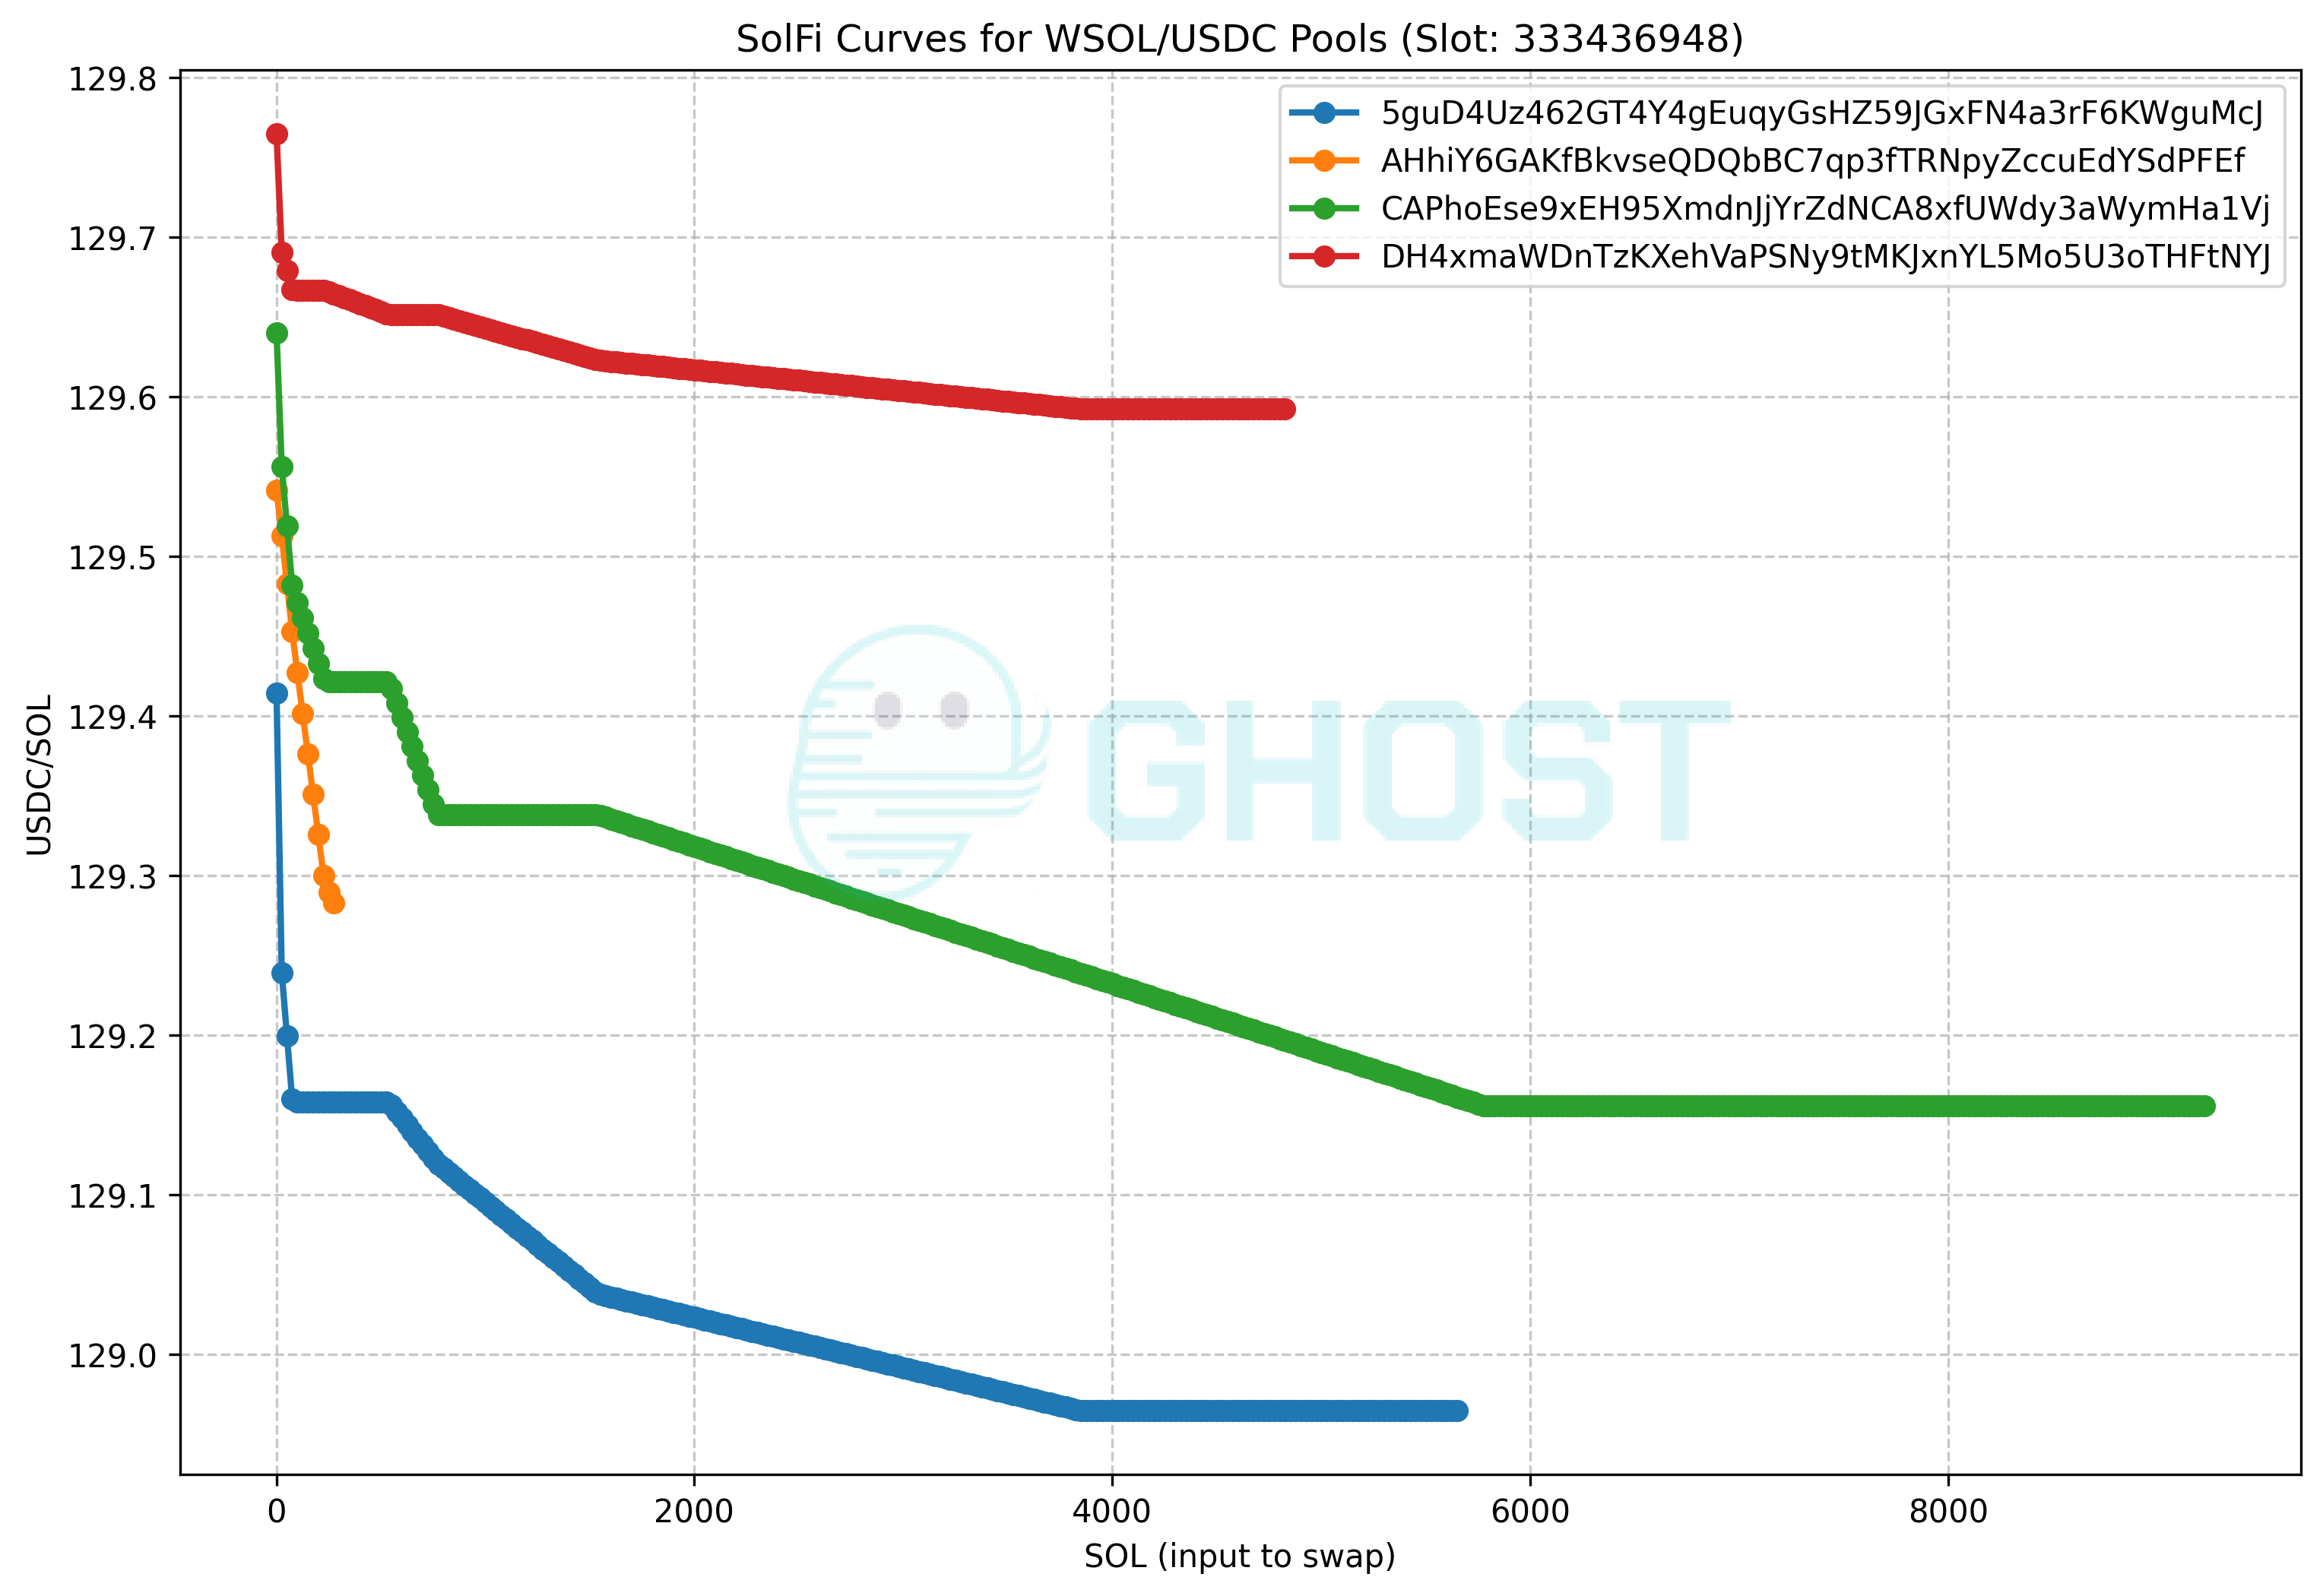 SolFi Curves for WSOL/USDC Pools (Slot: 333436948)
5guD4Uz462GT4Y4gEuqyGsHZ59JGxFN4a3rF6KWguMcJ
AHhiY6GAKfBkvseQDQbBC7qp3fTRNpyZccuEdYSdPFEf
CAPhoEse9xEH95XmdnJjYrZdNCA8xfUWdy3aWymHa1Vj
DH4xmaWDnTzKXehVaPSNy9tMKJxnYL5Mo5U3oTHFtNYJ
129.8
129.7
129.6
129.5
129.4
129.3
129.2
129.1
129.0
USDC/SOL
GHOST
0
2000
4000
6000
8000
SOL (input to swap)